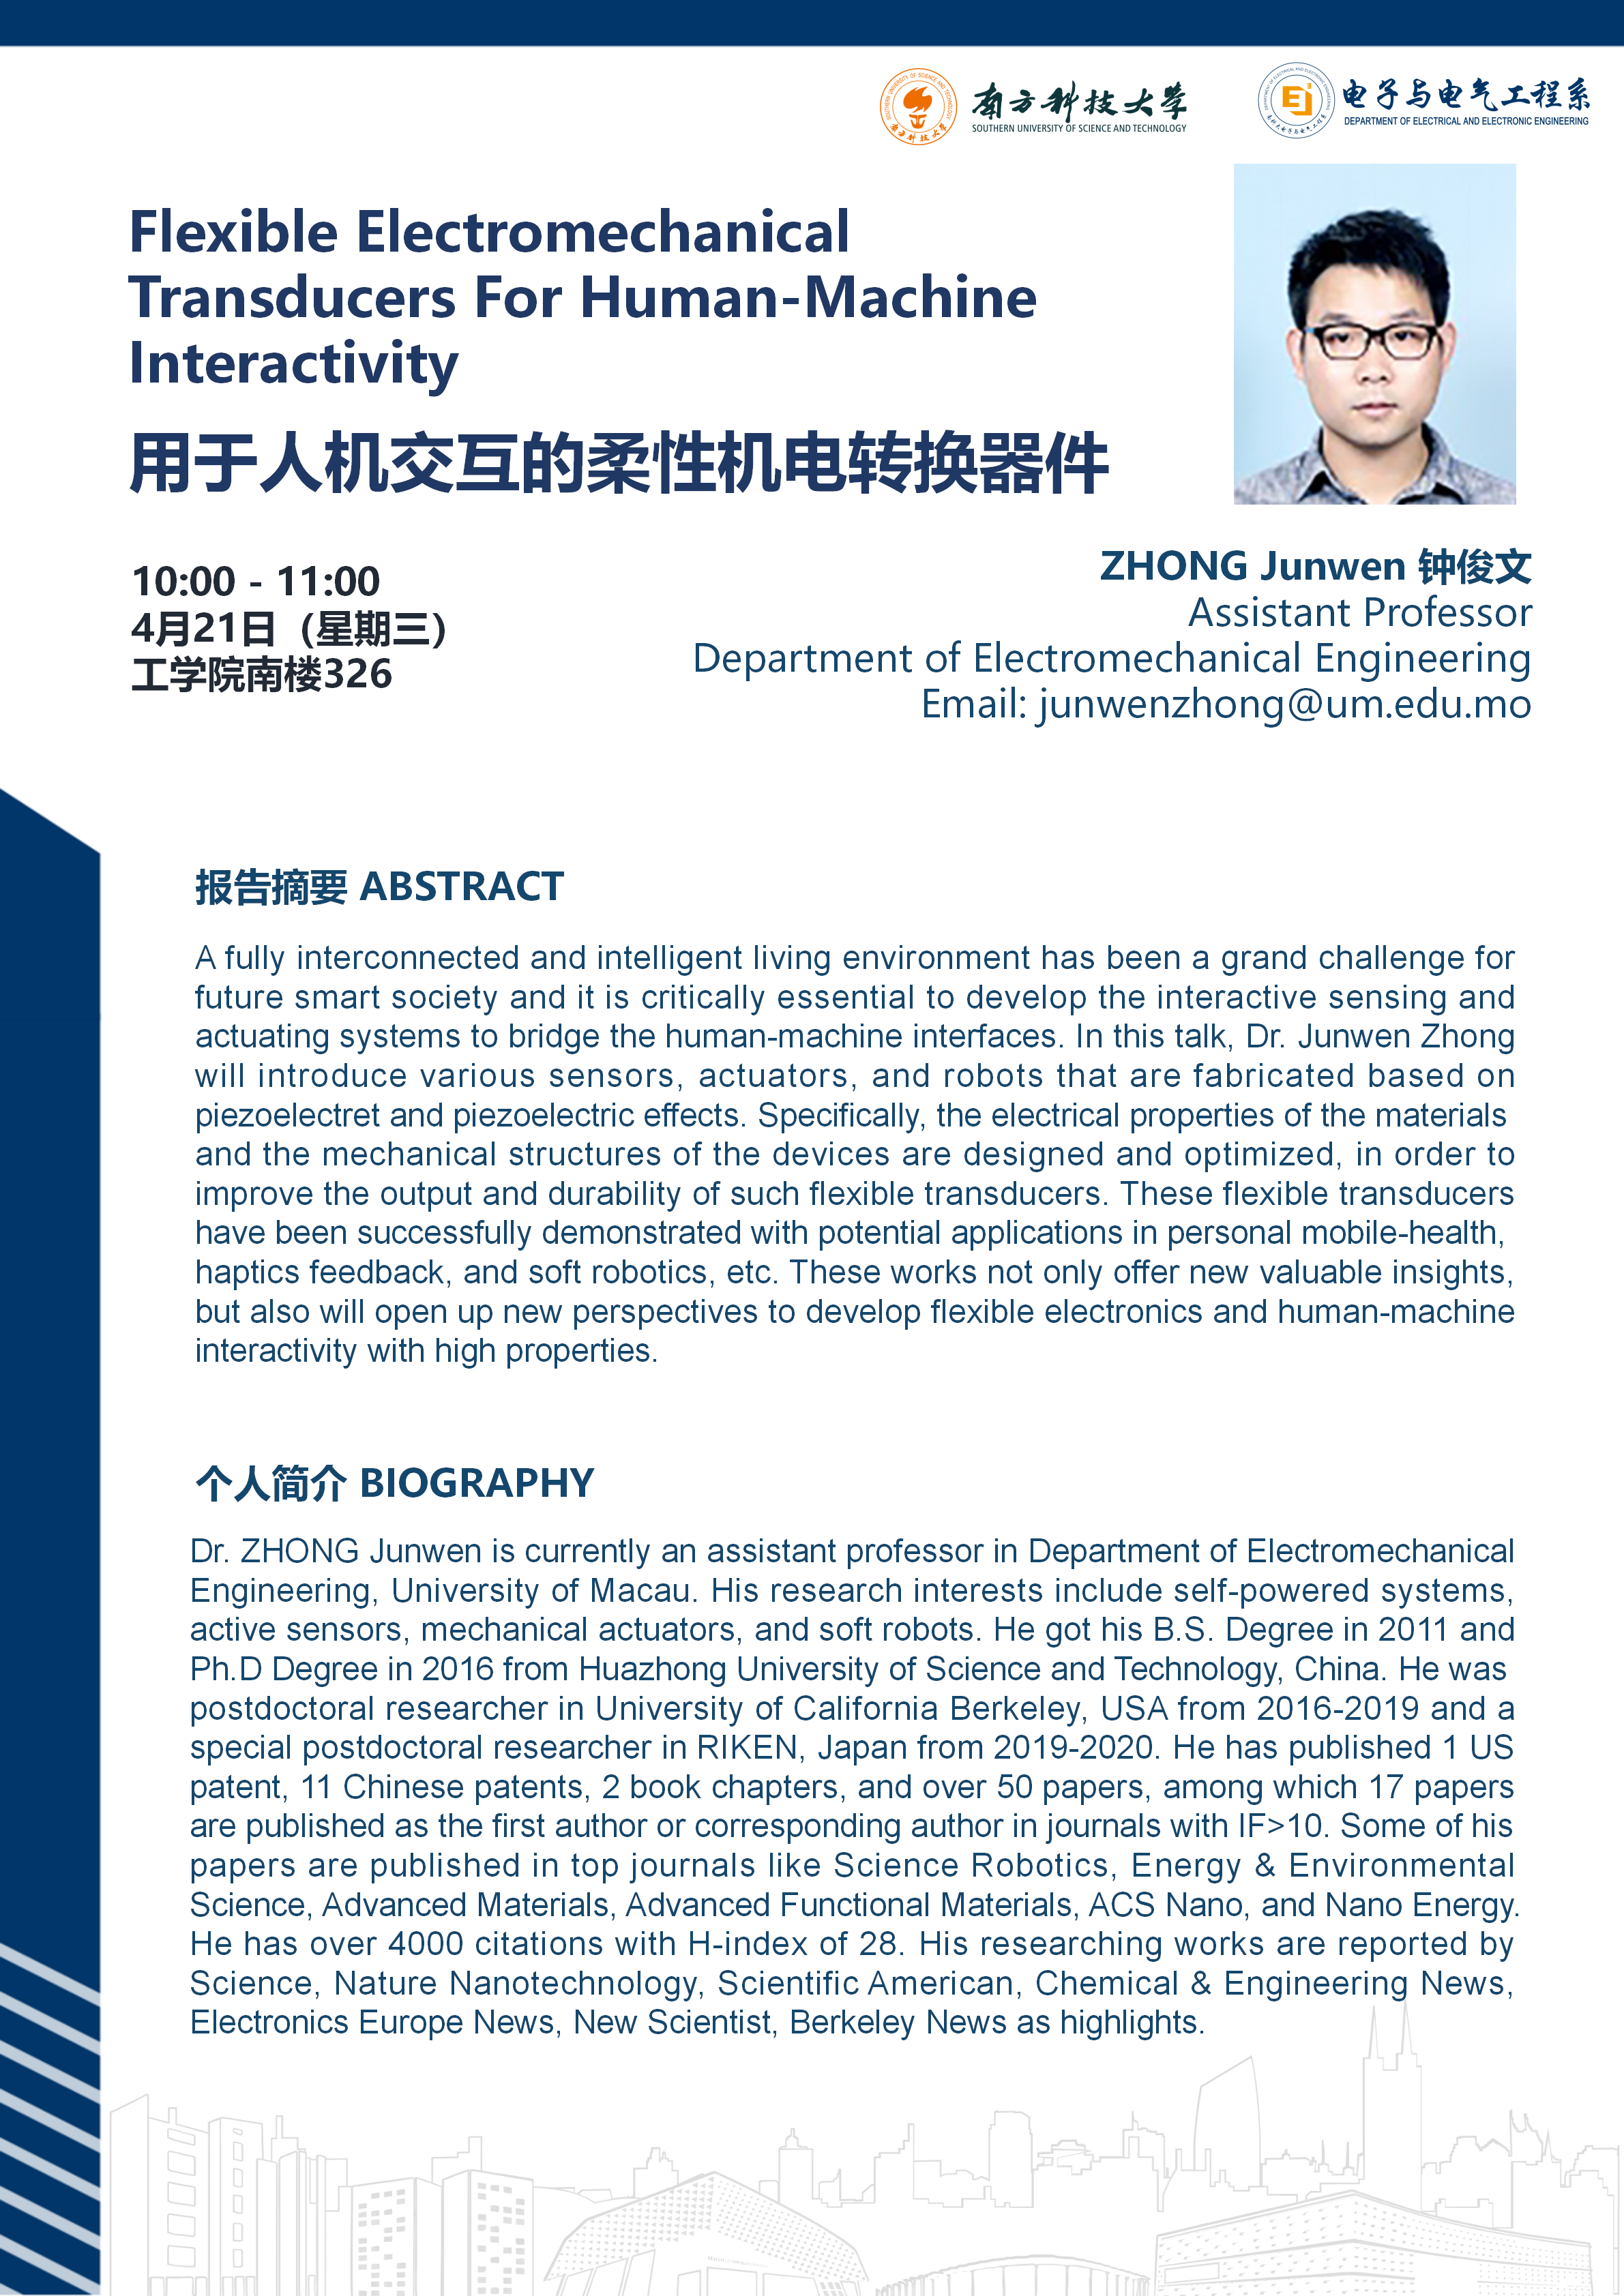 南方科技大学
SOUTHERN UNIVERSITY OF SCIENCE AND TECHNOLOGY
电子与电气工程系
DEPARTMENT OF ELECTRICAL AND ELECTRONIC ENGINEERING
Flexible Electromechanical
Transducers For Human-Machine
Interactivity
用于人机交互的柔性机电转换器件
10:00 - 11:00
4月21日（星期三）
工学院南楼326
ZHONG Junwen 钟俊文
Assistant Professor
Department of Electromechanical Engineering
Email: junwenzhong@um.edu.mo
报告摘要 ABSTRACT
A fully interconnected and intelligent living environment has been a grand challenge for
future smart society and it is critically essential to develop the interactive sensing and
actuating systems to bridge the human-machine interfaces. In this talk, Dr. Junwen Zhong
will introduce various sensors, actuators, and robots that are fabricated based on
piezoelectret and piezoelectric effects. Specifically, the electrical properties of the materials
and the mechanical structures of the devices are designed and optimized, in order to
improve the output and durability of such flexible transducers. These flexible transducers
have been successfully demonstrated with potential applications in personal mobile-health,
haptics feedback, and soft robotics, etc. These works not only offer new valuable insights,
but also will open up new perspectives to develop flexible electronics and human-machine
interactivity with high properties.
个人简介 BIOGRAPHY
Dr. ZHONG Junwen is currently an assistant professor in Department of Electromechanical
Engineering, University of Macau. His research interests include self-powered systems,
active sensors, mechanical actuators, and soft robots. He got his B.S. Degree in 2011 and
Ph.D Degree in 2016 from Huazhong University of Science and Technology, China. He was
postdoctoral researcher in University of California Berkeley, USA from 2016-2019 and a
special postdoctoral researcher in RIKEN, Japan from 2019-2020. He has published 1 US
patent, 11 Chinese patents, 2 book chapters, and over 50 papers, among which 17 papers
are published as the first author or corresponding author in journals with IF>10. Some of his
papers are published in top journals like Science Robotics, Energy & Environmental
Science, Advanced Materials, Advanced Functional Materials, ACS Nano, and Nano Energy.
He has over 4000 citations with H-index of 28. His researching works are reported by
Science, Nature Nanotechnology, Scientific American, Chemical & Engineering News,
Electronics Europe News, New Scientist, Berkeley News as highlights.